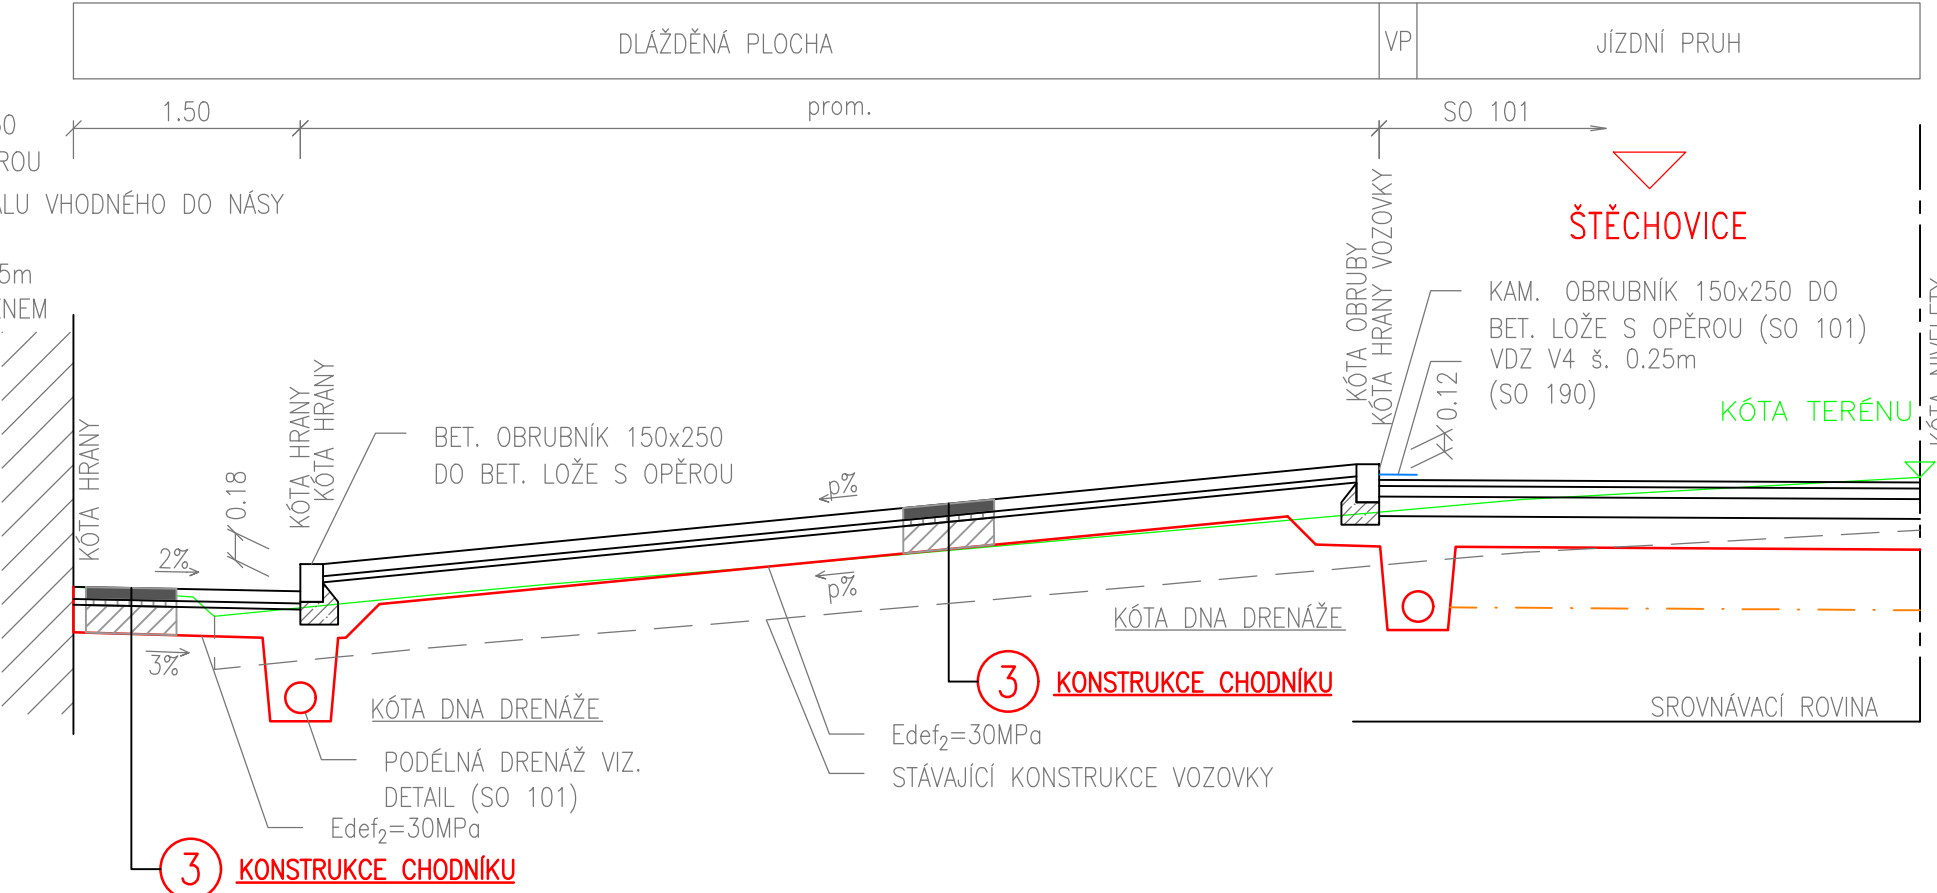 DLÁŽDĚNÁ PLOCHA
VP
JÍZDNÍ PRUH
1.50
prom.
SO 101
ROU
ALU VHODNÉHO DO NÁSY
5m
ENEM
ŠTĚCHOVICE
KÓTA OBRUBY
KÓTA HRANY VOZOVKY
KAM. OBRUBNÍK 150x250 DO
BET. LOŽE S OPĚROU (SO 101)
VDZ V4 š. 0.25m
(SO 190)
0.12
KÓTA TERÉNU
KÓTA NIVELETY
KÓTA HRANY
0.18
KÓTA HRANY
KÓTA HRANY
BET. OBRUBNÍK 150x250
DO BET. LOŽE S OPĚROU
2%
p%
p%
3%
KÓTA DNA DRENÁŽE
3 KONSTRUKCE CHODNÍKU
SROVNÁVACÍ ROVINA
KÓTA DNA DRENÁŽE
Edef2=30MPa
STÁVAJÍCÍ KONSTRUKCE VOZOVKY
PODÉLNÁ DRENÁŽ VIZ.
DETAIL (SO 101)
Edef2=30MPa
3 KONSTRUKCE CHODNÍKU